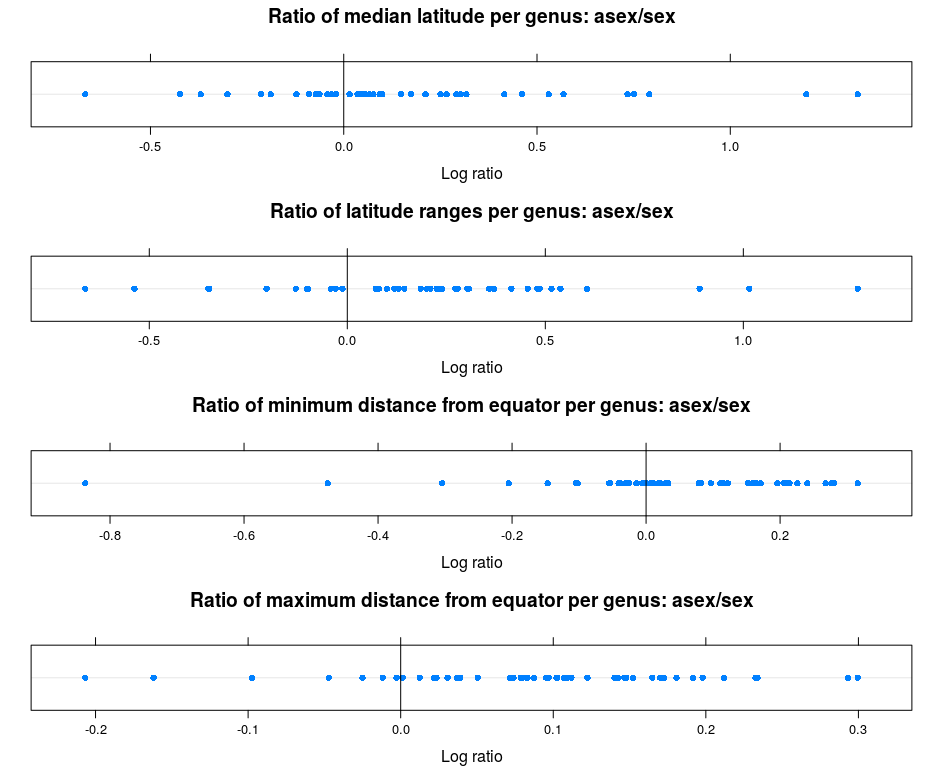 Ratio of median latitude per genus: asex/sex
-0.5 0.0 0.5 1.0
Log ratio
Ratio of latitude ranges per genus: asex/sex
-0.5 0.0 0.5 1.0
Log ratio
Ratio of minimum distance from equator per genus: asex/sex
-0.8 -0.6 -0.4 -0.2 0.0 0.2
Log ratio
Ratio of maximum distance from equator per genus: asex/sex
-0.2 -0.1 0.0 0.1 0.2 0.3
Log ratio